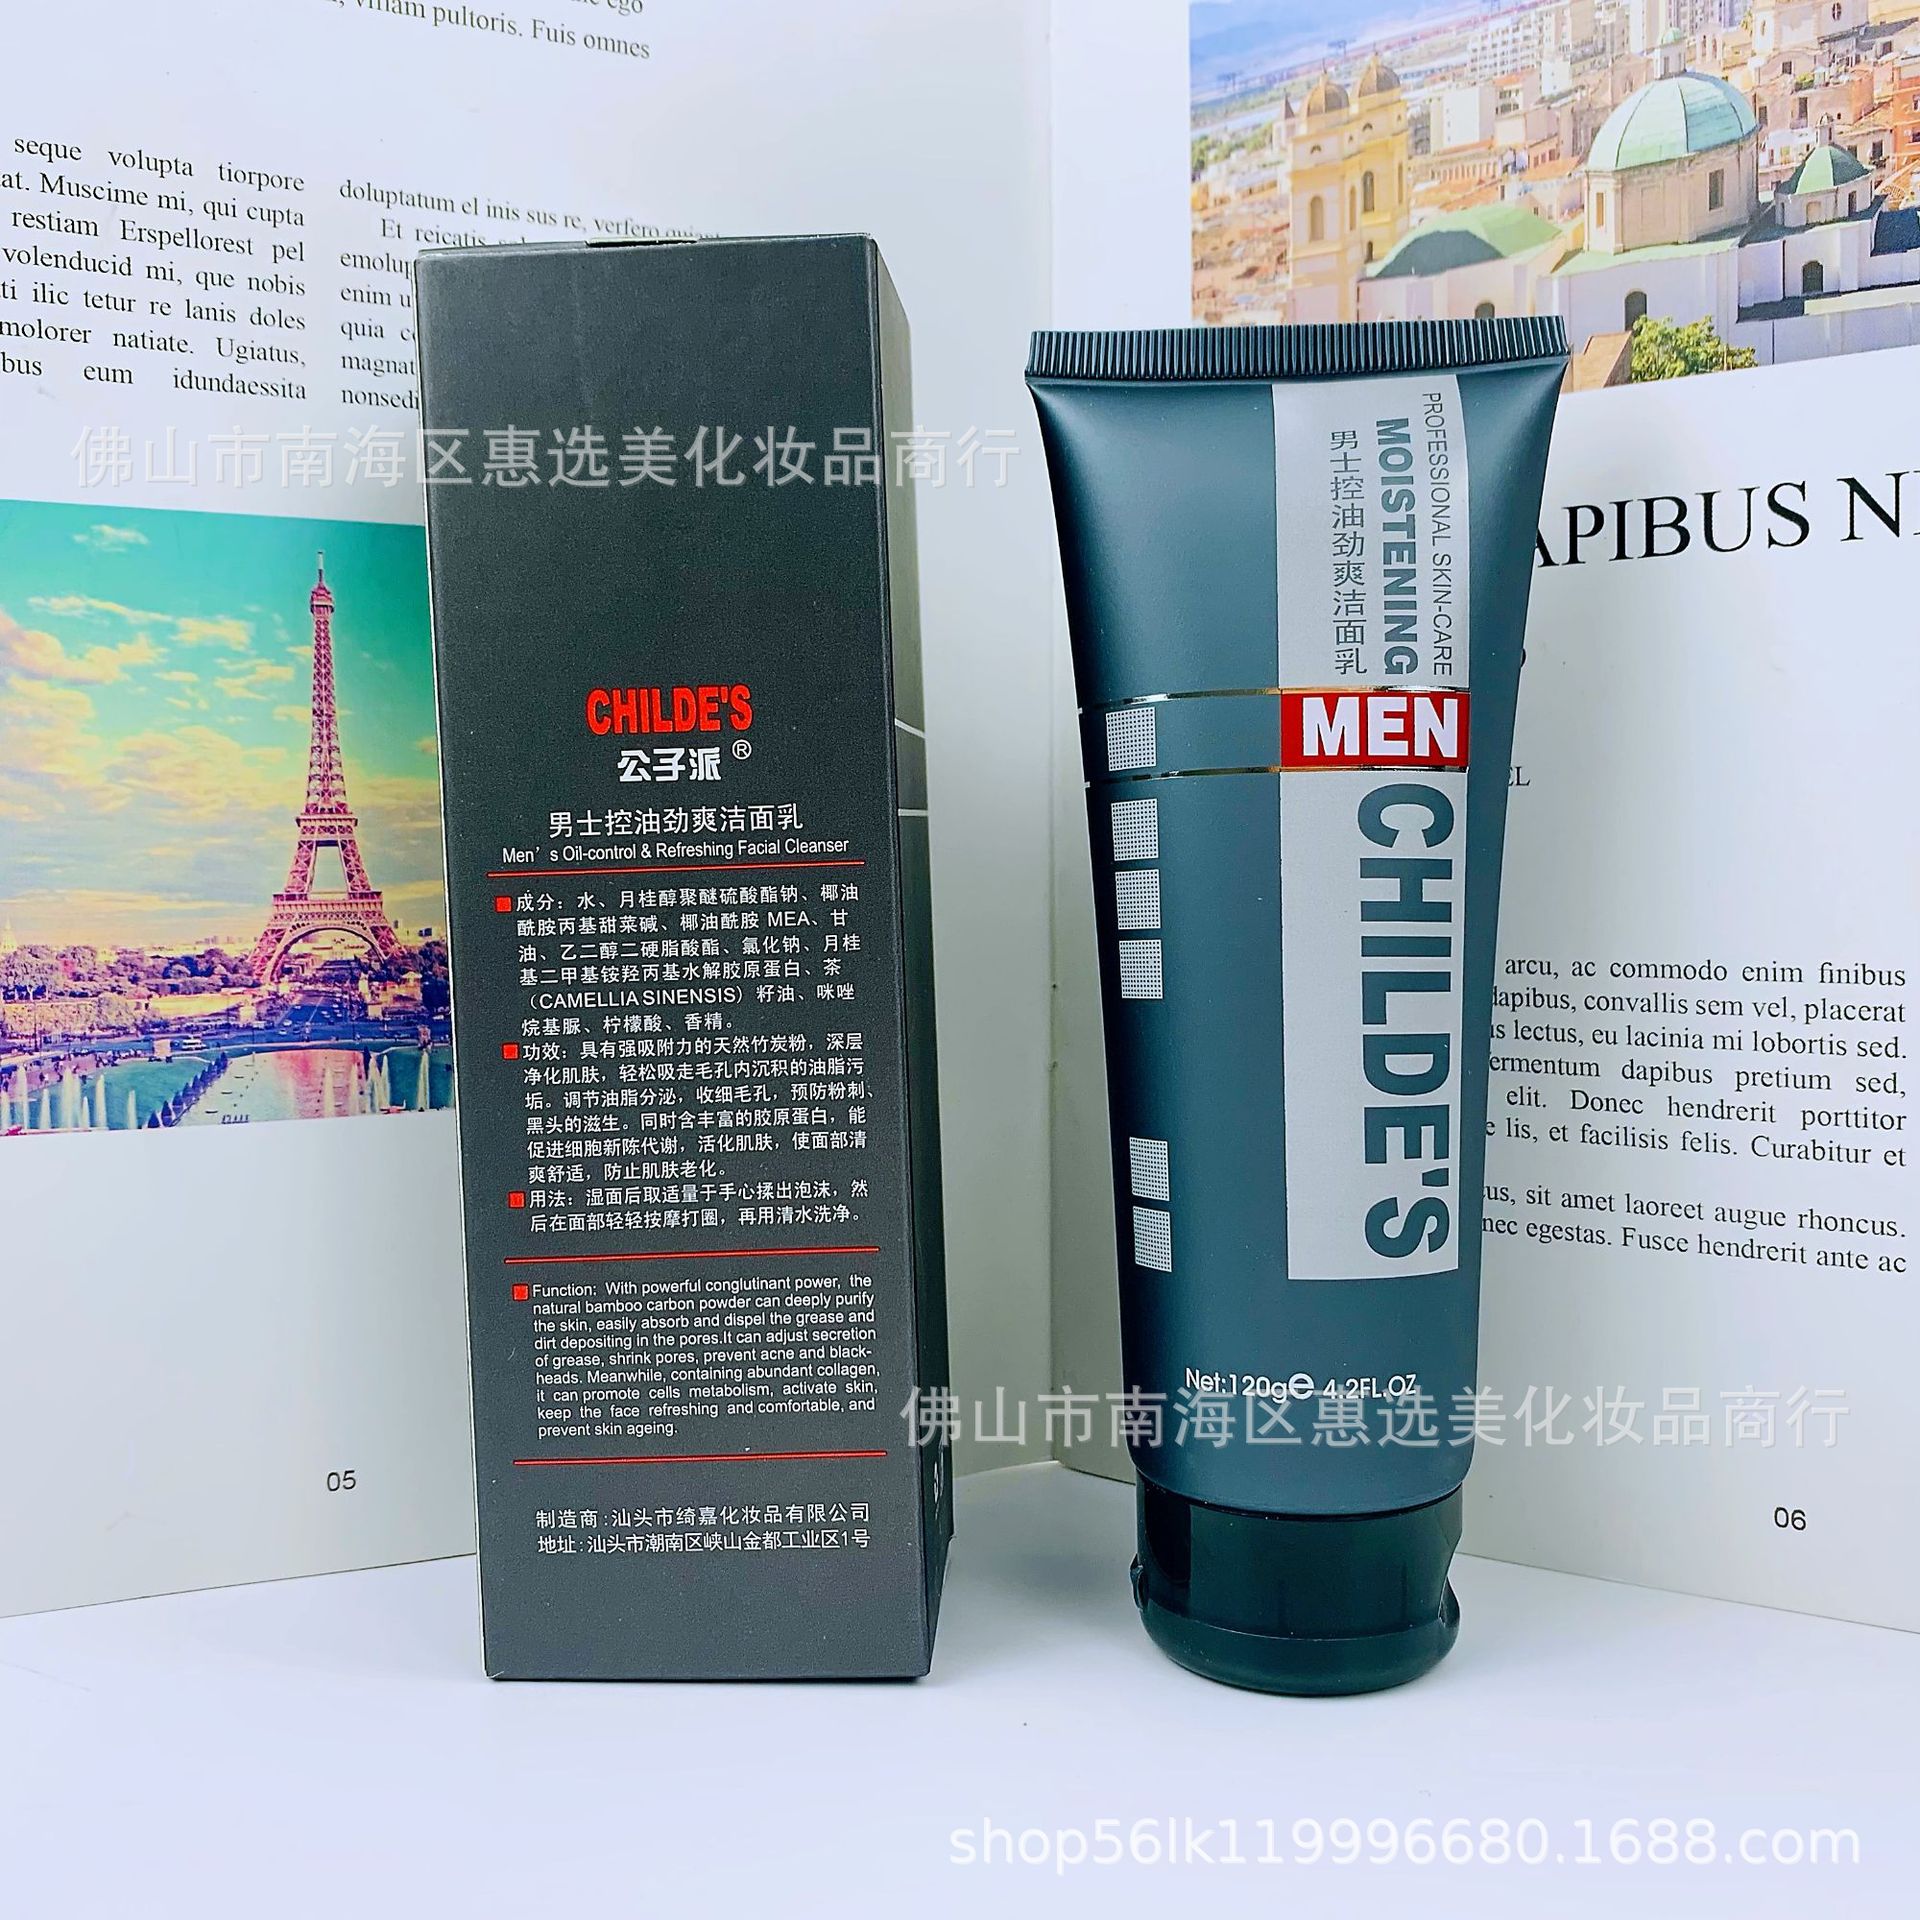 villam pultoris. Fuis omnes
seque volupta tiorpore
at. Muscime mi, qui cupta
restiam Erspellorest pel
volenducid mi, que nobis
ti ilic tetur re lanis doles
molorer natiate. Ugiatus,
bus eum idundaessita
doluptatum el inis sus re, verfero
Et reicatis
enim
quia
magnat
nonsedi
佛山市南海区惠选美化妆品商行
05
CHILDE'S
公子派®
男士控油劲爽洁面乳
Men's Oil-control & Refreshing Facial Cleanser
成分：水、月桂醇聚醚硫酸酯钠、椰油
酰胺丙基甜菜碱、椰油酰胺 MEA、甘
油、乙二醇二硬脂酸酯、氯化钠、月桂
基二甲基铵羟丙基水解胶原蛋白、茶
（CAMELLIA SINENSIS）籽油、咪唑
烷基脲、柠檬酸、香精。
功效：具有强吸附力的天然竹炭粉，深层
净化肌肤，轻松吸走毛孔内沉积的油脂污
垢。调节油脂分泌，收细毛孔，预防粉刺、
黑头的滋生。同时含丰富的胶原蛋白，能
促进细胞新陈代谢，活化肌肤，使面部清
爽舒适，防止肌肤老化。
用法：湿面后取适量于手心揉出泡沫，然
后在面部轻轻按摩打圈，再用清水洗净。
Function: With powerful conglutinant power, the
natural bamboo carbon powder can deeply purify
the skin, easily absorb and dispel the grease and
dirt depositing in the pores.It can adjust secretion
of grease, shrink pores, prevent acne and black-
heads. Meanwhile, containing abundant collagen,
it can promote cells metabolism, activate skin,
keep the face refreshing and comfortable, and
prevent skin ageing.
制造商:汕头市绮嘉化妆品有限公司
地址:汕头市潮南区峡山金都工业区1号
PROFESSIONAL SKIN-CARE
MOISTENING
男士控油劲爽洁面乳
MEN
CHILDE'S
Net:120g℮ 4.2FL.OZ
佛山市南海区惠选美化妆品商行
APIBUS
arcu, ac commodo enim finibus
dapibus, convallis sem vel, placerat
lectus, eu lacinia mi lobortis sed.
fermentum dapibus pretium sed,
elit. Donec hendrerit porttitor
lis, et facilisis felis. Curabitur et
sit amet laoreet augue rhoncus.
nec egestas. Fusce hendrerit ante ac
06
shop56lk119996680.1688.com